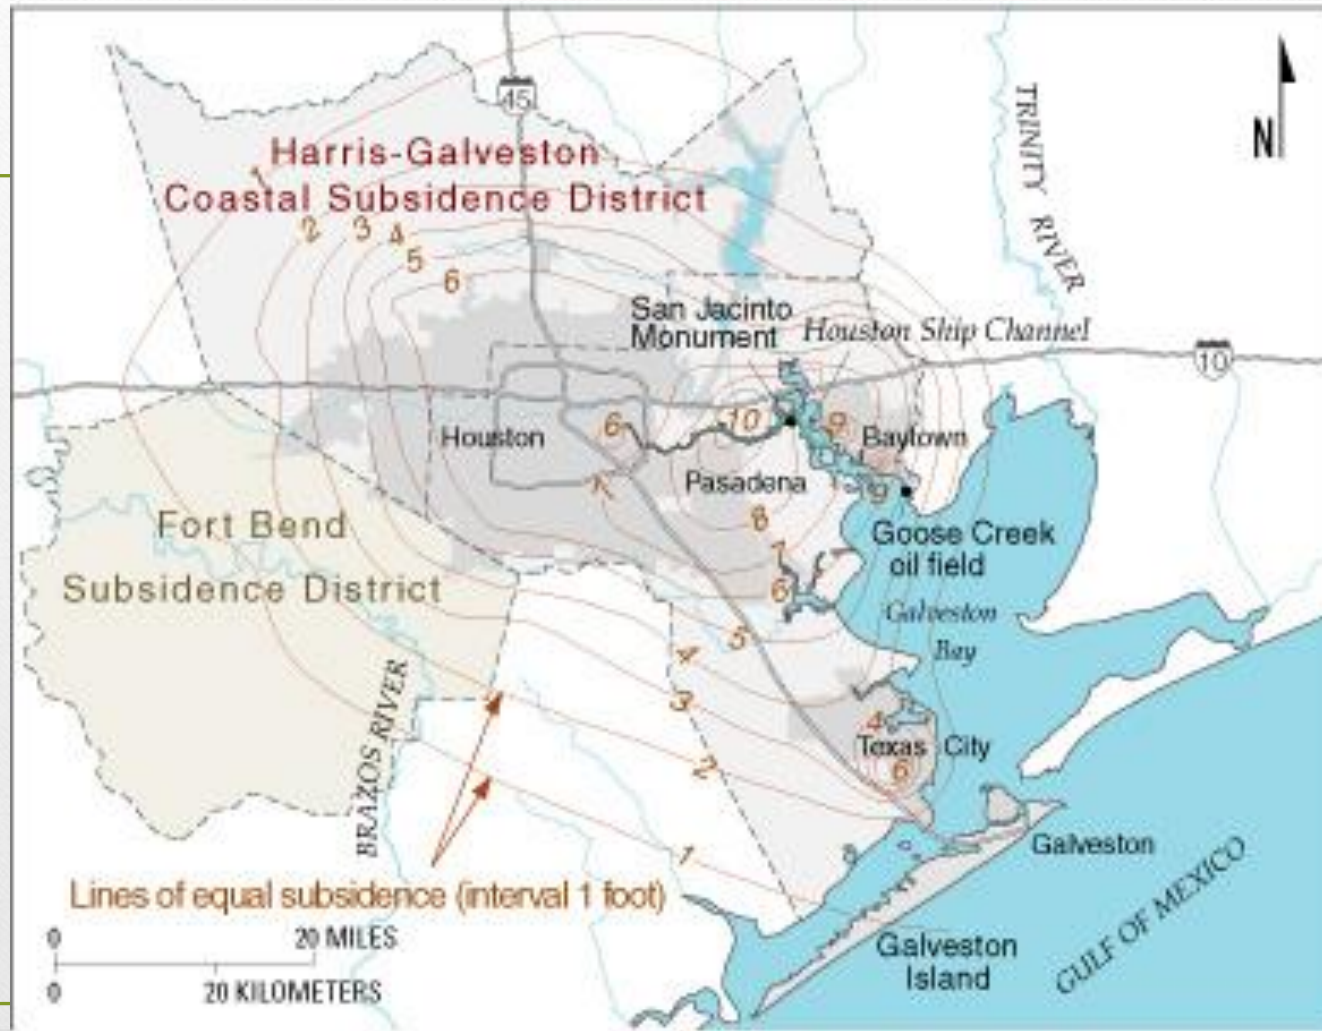 45
N
TRINITY RIVER
Harris-Galveston
Coastal Subsidence District
1
2
3
4
5
6
San Jacinto
Monument
Houston Ship Channel
10
6
10
9
Houston
Baytown
Pasadena
9
8
7
7
6
5
4
3
2
1
Goose Creek
oil field
Galveston
Bay
Fort Bend
Subsidence District
BRAZOS RIVER
4
Texas City
6
Galveston
Galveston
Island
GULF OF MEXICO
Lines of equal subsidence (interval 1 foot)
0 20 MILES
0 20 KILOMETERS